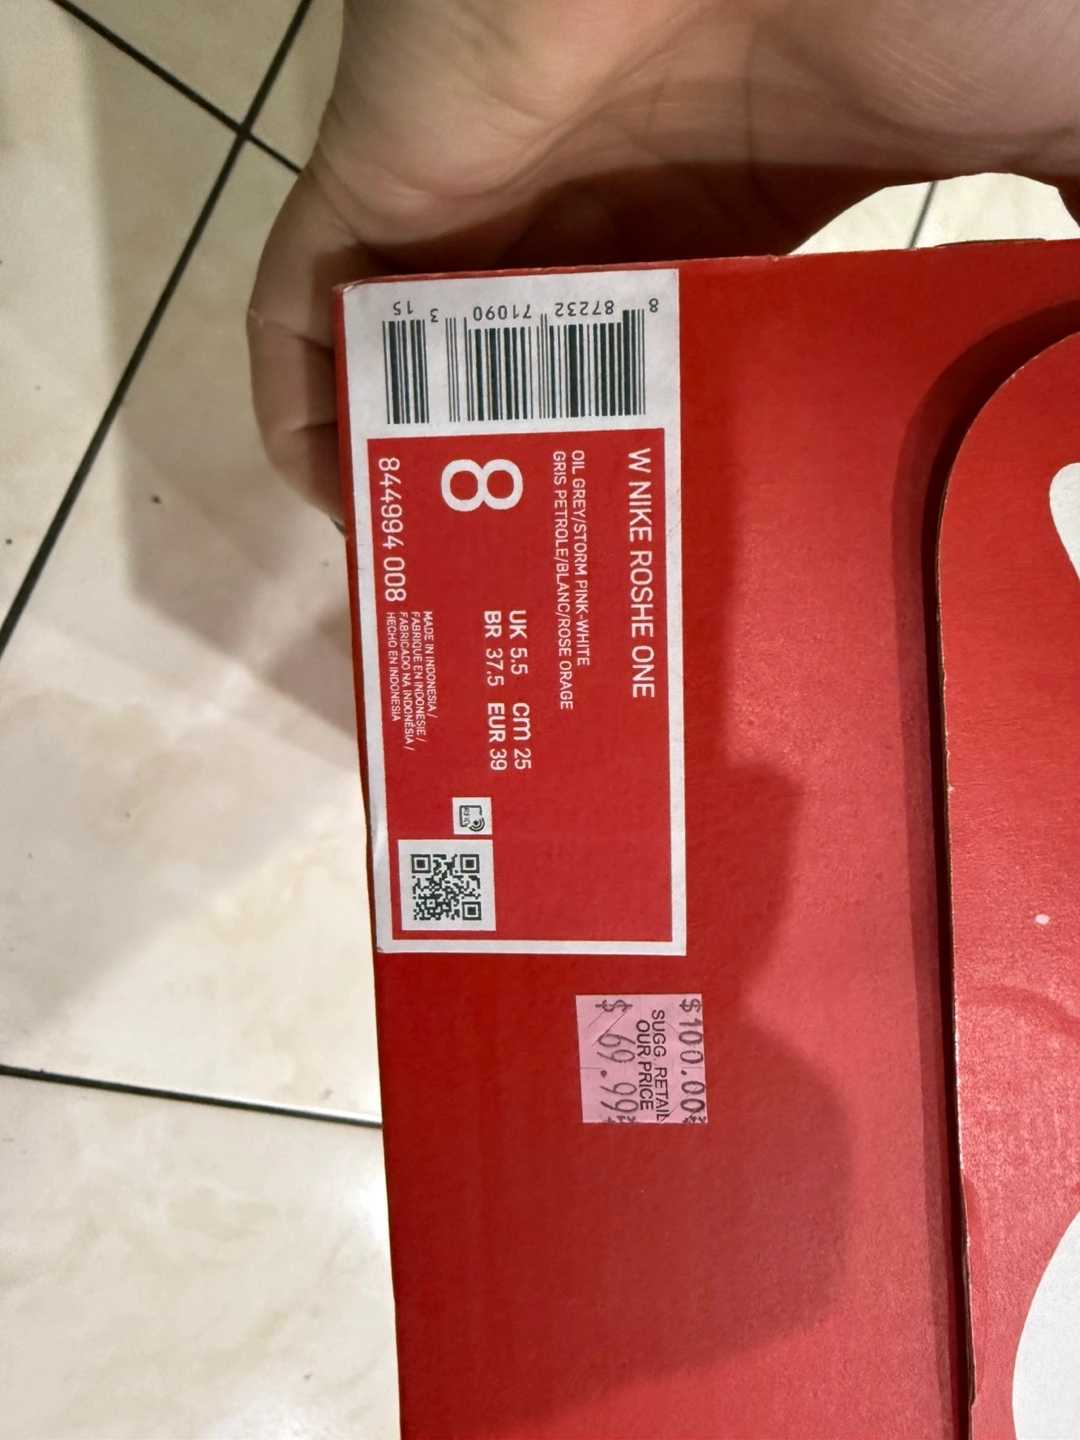 W NIKE ROSHE ONE
OIL GREY/STORM PINK-WHITE
GRIS PETROLE/BLANC/ROSE ORAGE
8
UK 5.5 cm 25
BR 37.5 EUR 39
844994 008
MADE IN INDONESIA /
FABRIQUE EN INDONESIE /
FABRICADO NA INDONÉSIA /
HECHO EN INDONESIA
RFID
8 87232 71090 3 15
$100.00
SUGG. RETAIL
OUR PRICE
$ 69.99